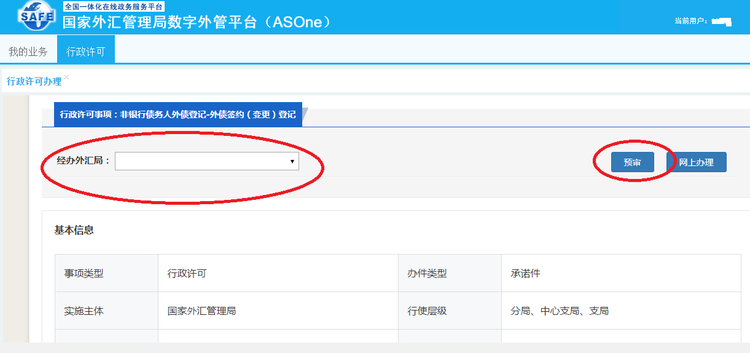 全国一体化在线政务服务平台
SAFE
国家外汇管理局数字外管平台（ASOne）
当前用户：
我的业务
行政许可
行政许可办理
行政许可事项：非银行债务人外债登记-外债签约（变更）登记
经办外汇局：
预审
网上办理
基本信息
事项类型 行政许可 办件类型 承诺件
实施主体 国家外汇管理局 行使层级 分局、中心支局、支局